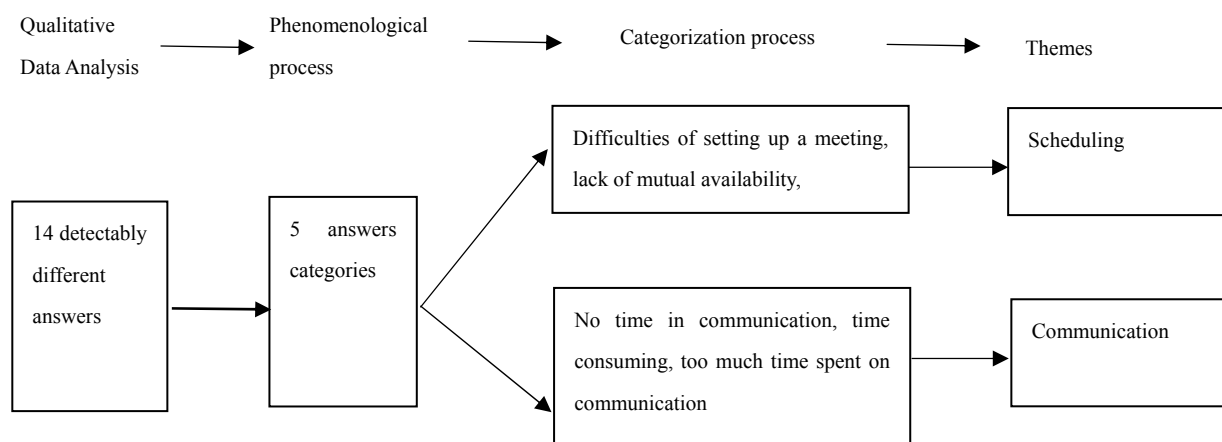 Qualitative
Data Analysis
Phenomenological
process
Categorization process
Themes
14 detectably
different
answers
5 answers
categories
Difficulties of setting up a meeting,
lack of mutual availability,
Scheduling
No time in communication, time
consuming, too much time spent on
communication
Communication